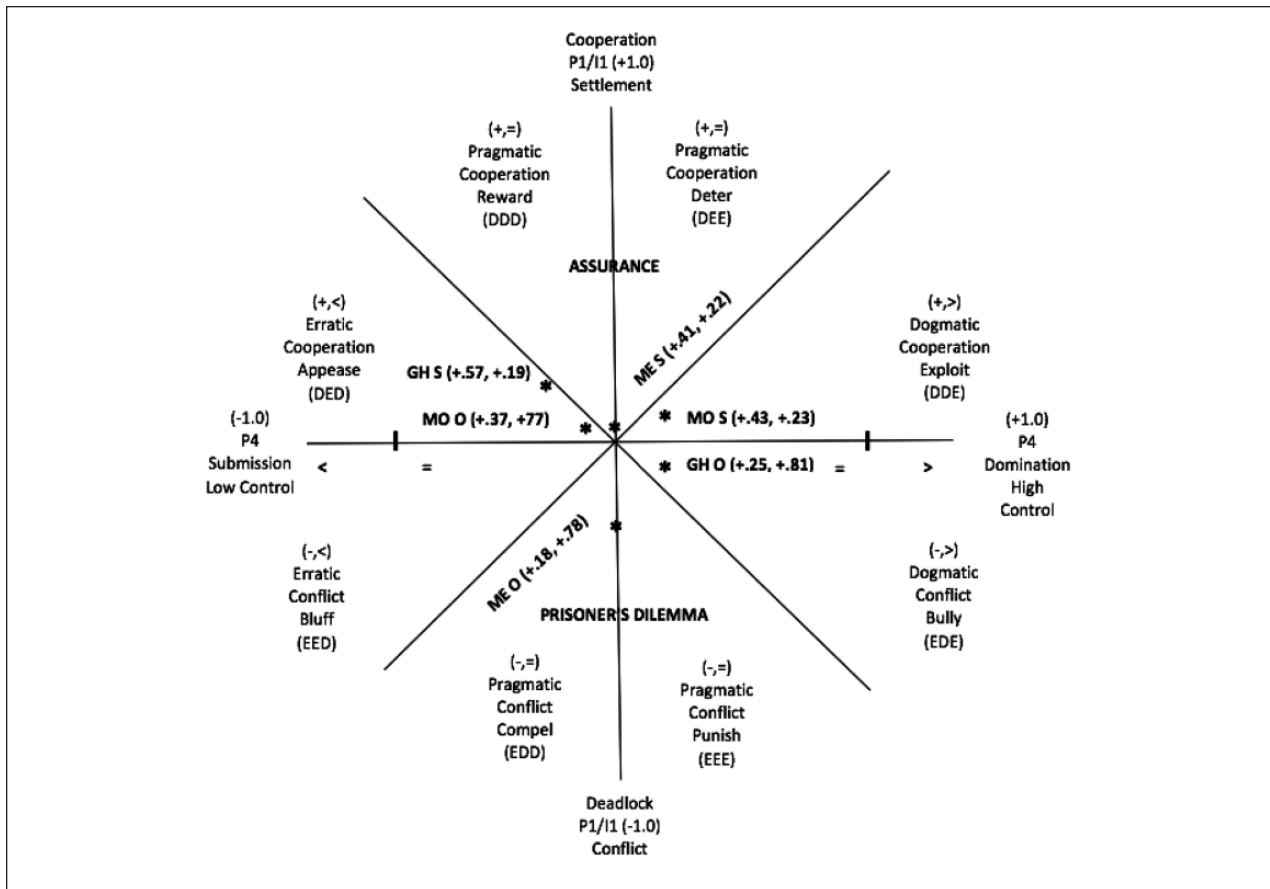 Cooperation
P1/I1 (+1.0)
Settlement
(+,=)
Pragmatic
Cooperation
Reward
(DDD)
(+,=)
Pragmatic
Cooperation
Deter
(DEE)
ASSURANCE
(+,<)
Erratic
Cooperation
Appease
(DED)
ME S (+.41, +.22)
(+,>)
Dogmatic
Cooperation
Exploit
(DDE)
GH S (+.57, +.19)
*
MO O (+.37, +77)
*
*
*
MO S (+.43, +.23)
(-1.0)
P4
Submission
Low Control
<
=
*
GH O (+.25, +.81)
=
>
(+1.0)
P4
Domination
High
Control
ME O (+.18, +.78)
*
(-,<)
Erratic
Conflict
Bluff
(EED)
(-,>)
Dogmatic
Conflict
Bully
(EDE)
PRISONER'S DILEMMA
(-,=)
Pragmatic
Conflict
Compel
(EDD)
(-,=)
Pragmatic
Conflict
Punish
(EEE)
Deadlock
P1/I1 (-1.0)
Conflict